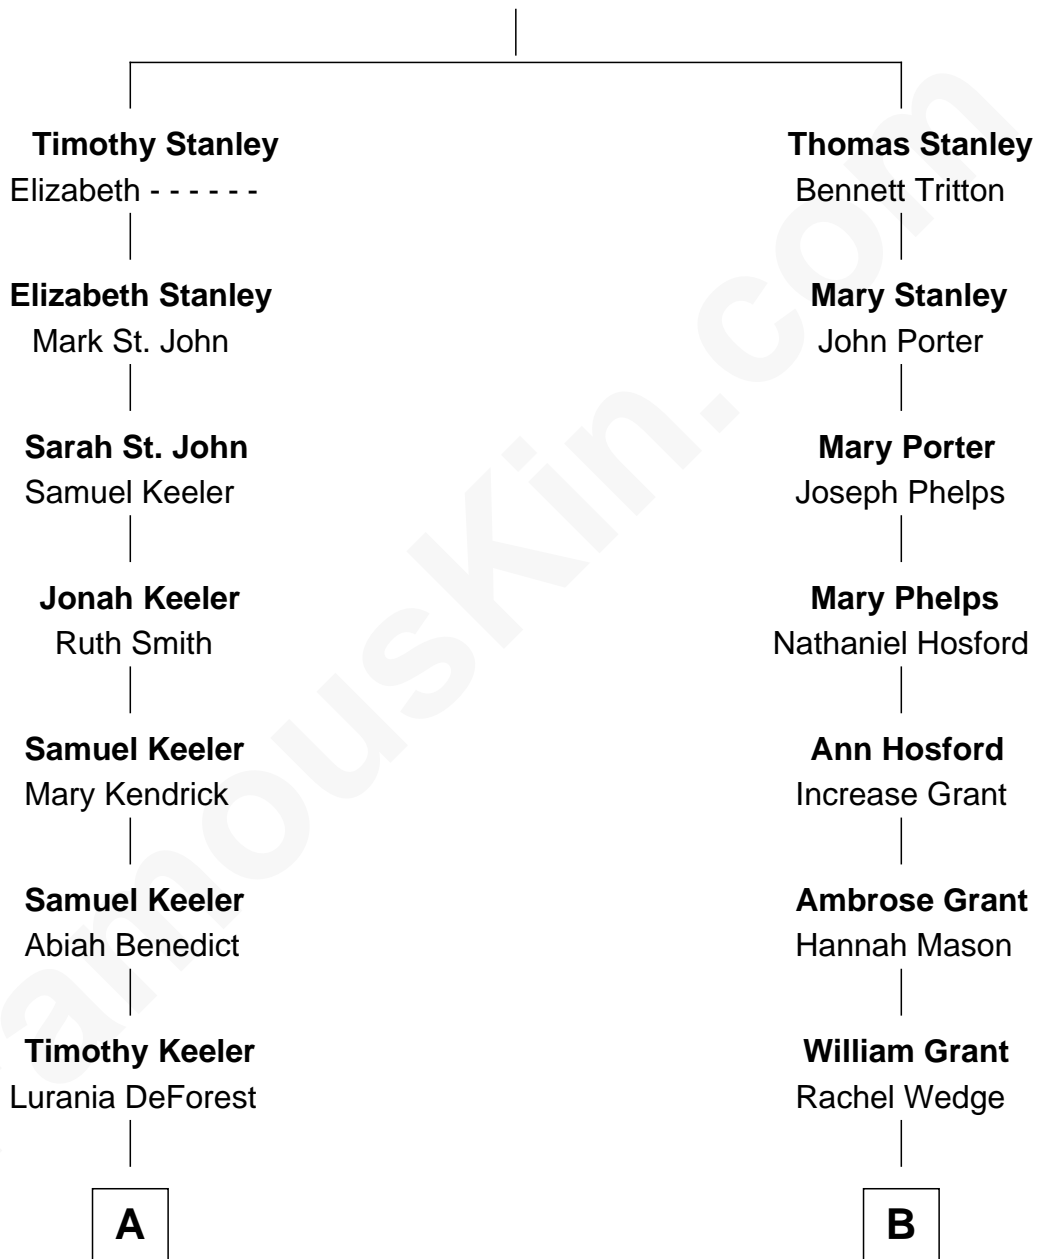 Timothy Stanley
Elizabeth - - - - - -
Elizabeth Stanley
Mark St. John
Sarah St. John
Samuel Keeler
Jonah Keeler
Ruth Smith
Samuel Keeler
Mary Kendrick
Samuel Keeler
Abiah Benedict
Timothy Keeler
Lurania DeForest
A
Thomas Stanley
Bennett Tritton
Mary Stanley
John Porter
Mary Porter
Joseph Phelps
Mary Phelps
Nathaniel Hosford
Ann Hosford
Increase Grant
Ambrose Grant
Hannah Mason
William Grant
Rachel Wedge
B
amouskin.com